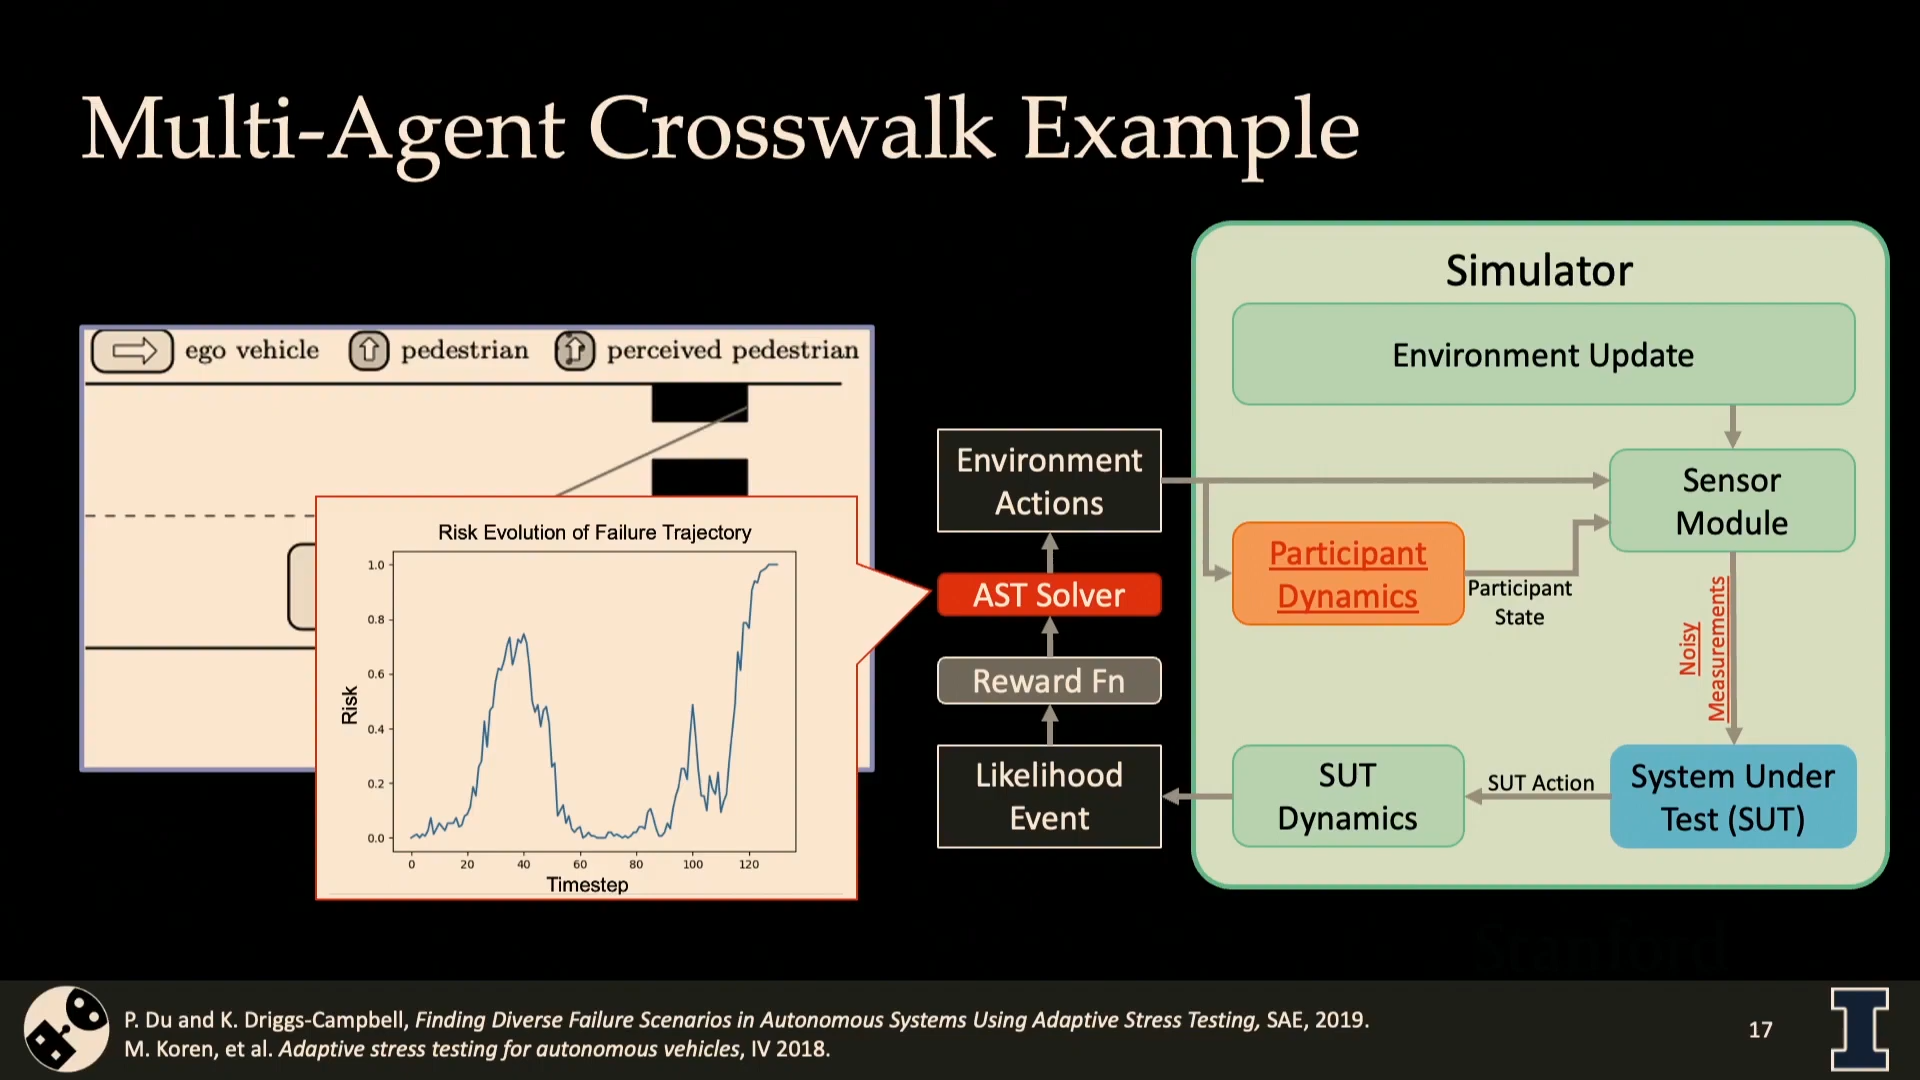 Multi-Agent Crosswalk Example
ego vehicle
pedestrian
perceived pedestrian
Risk Evolution of Failure Trajectory
1.0
0.8
0.6
0.4
0.2
0.0
Risk
0 20 40 60 80 100 120
Timestep
Environment
Actions
AST Solver
Reward Fn
Likelihood
Event
Simulator
Environment Update
Sensor
Module
Participant
Dynamics
Participant
State
Noisy
Measurements
SUT
Dynamics
SUT Action
System Under
Test (SUT)
P. Du and K. Driggs-Campbell, Finding Diverse Failure Scenarios in Autonomous Systems Using Adaptive Stress Testing, SAE, 2019.
M. Koren, et al. Adaptive stress testing for autonomous vehicles, IV 2018.
17
I